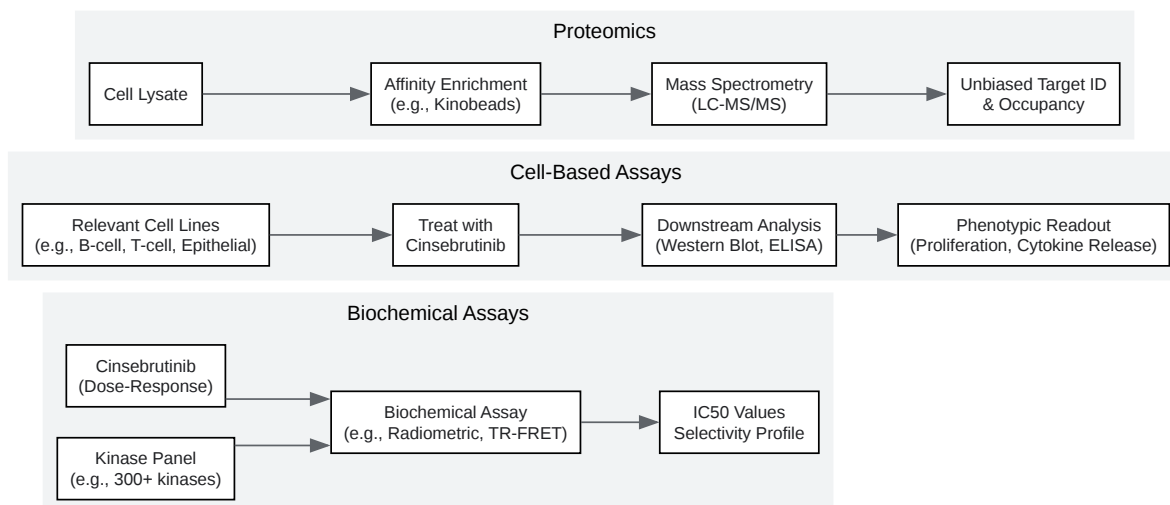 Proteomics
Cell Lysate
Affinity Enrichment
(e.g., Kinobeads)
Mass Spectrometry
(LC-MS/MS)
Unbiased Target ID
& Occupancy
Cell-Based Assays
Relevant Cell Lines
(e.g., B-cell, T-cell, Epithelial)
Treat with
Cinsebrutinib
Downstream Analysis
(Western Blot, ELISA)
Phenotypic Readout
(Proliferation, Cytokine Release)
Biochemical Assays
Cinsebrutinib
(Dose-Response)
Kinase Panel
(e.g., 300+ kinases)
Biochemical Assay
(e.g., Radiometric, TR-FRET)
IC50 Values
Selectivity Profile